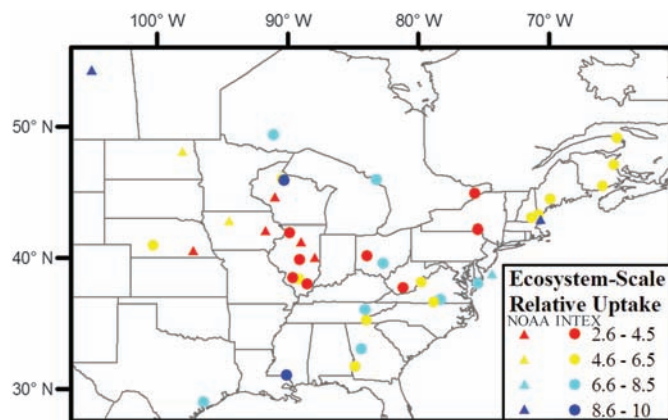 100° W 90° W 80° W 70° W
50° N
40° N
30° N
Ecosystem-Scale
Relative Uptake
NOAA INTEX
2.6 - 4.5
4.6 - 6.5
6.6 - 8.5
8.6 - 10